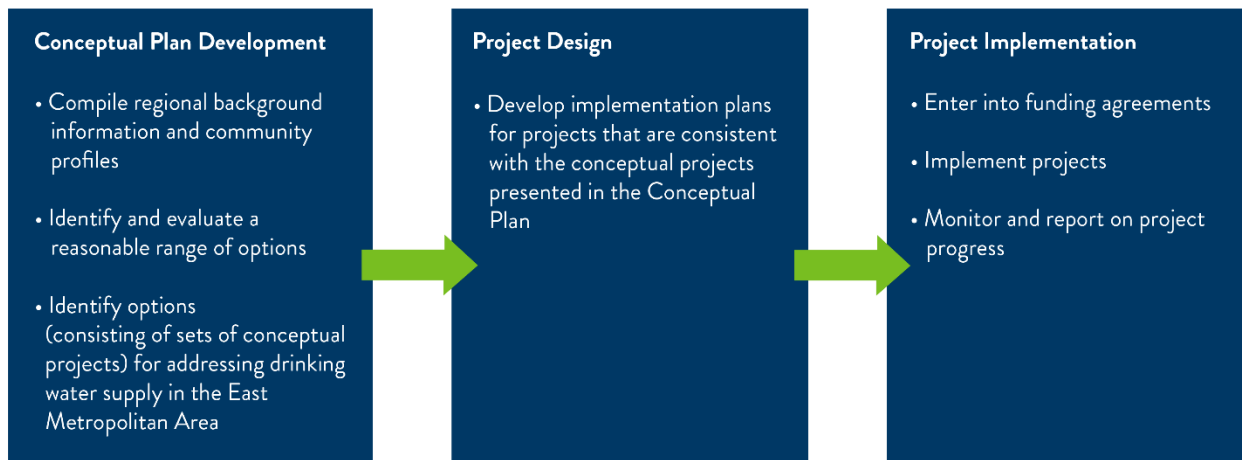 Conceptual Plan Development
• Compile regional background
information and community
profiles
• Identify and evaluate a
reasonable range of options
• Identify options
(consisting of sets of conceptual
projects) for addressing drinking
water supply in the East
Metropolitan Area
Project Design
• Develop implementation plans
for projects that are consistent
with the conceptual projects
presented in the Conceptual
Plan
Project Implementation
• Enter into funding agreements
• Implement projects
• Monitor and report on project
progress